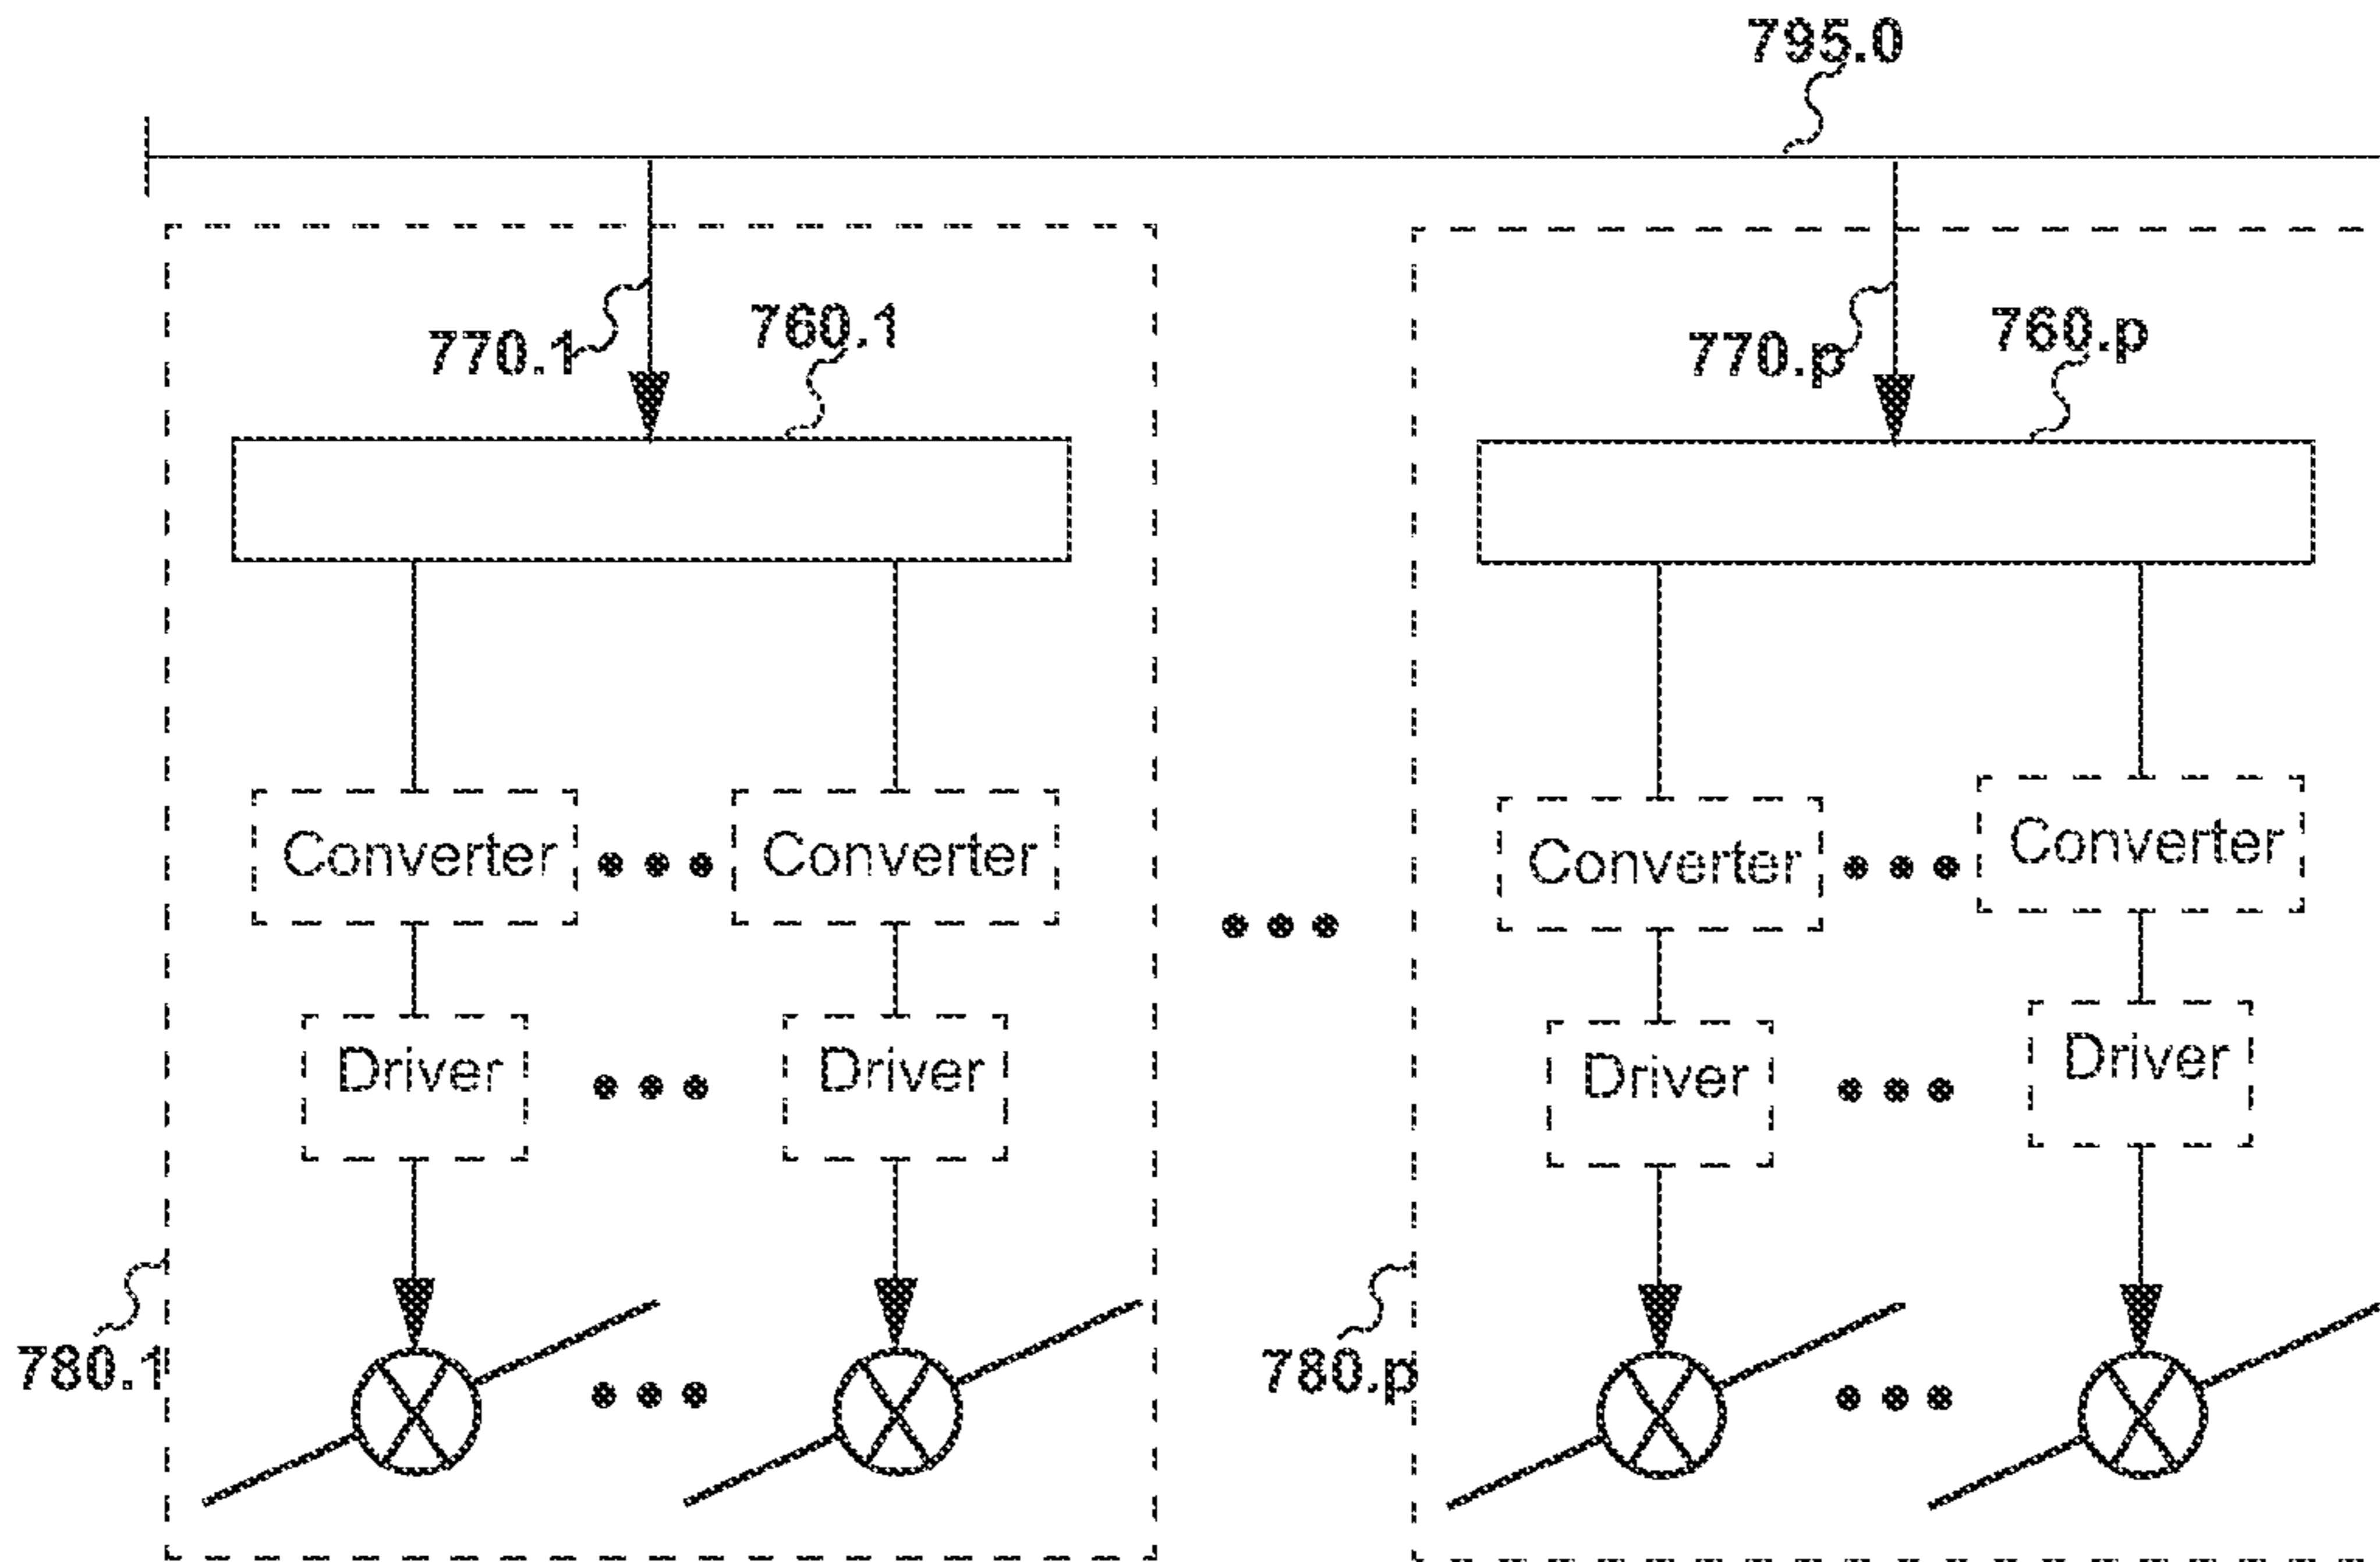 795.0
770.1 760.1 770.p 760.p
Converter Converter Converter Converter
Driver Driver Driver Driver
780.1 780.p